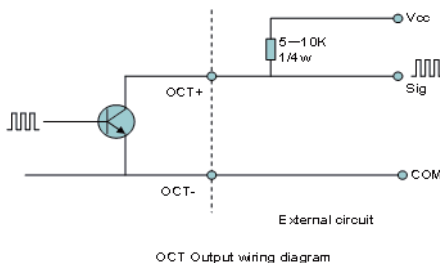 Vcc
5—10K
1/4w
OCT+
Sig
COM
OCT-
External circuit
OCT Output wiring diagram